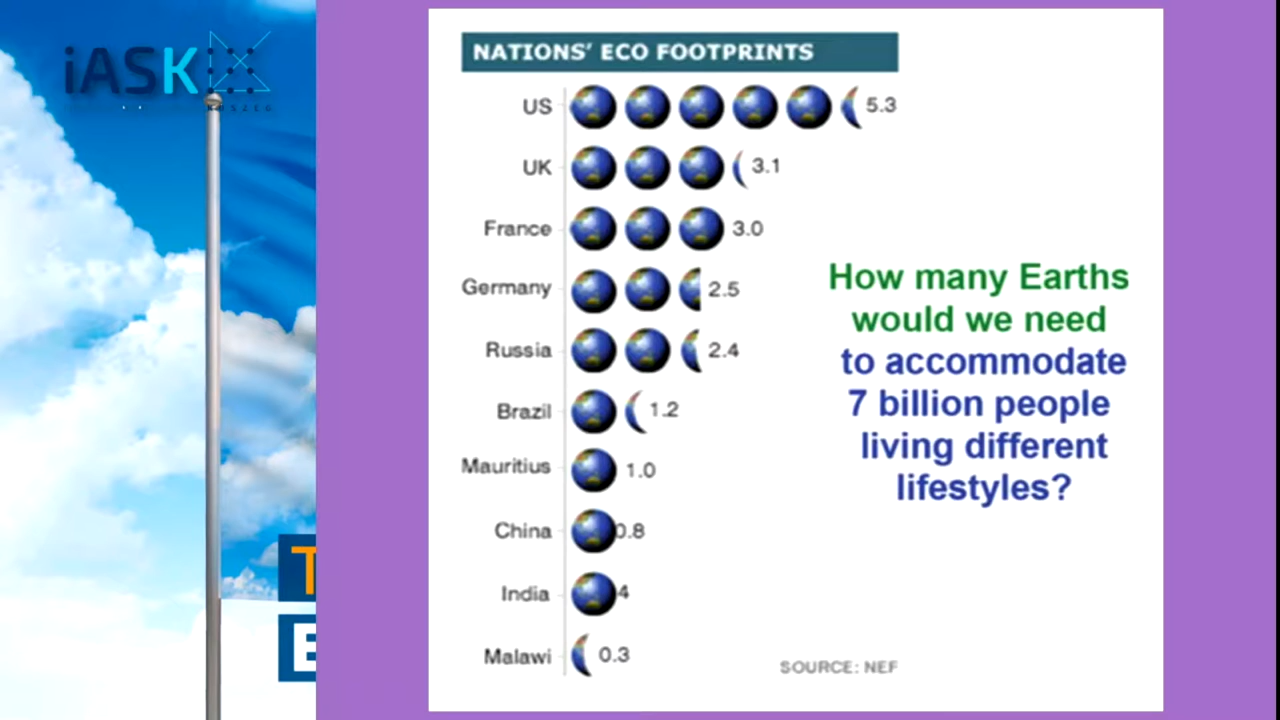 iASK
KŐSZEG
T
E
NATIONS' ECO FOOTPRINTS
US 5.3
UK 3.1
France 3.0
Germany 2.5
Russia 2.4
Brazil 1.2
Mauritius 1.0
China 0.8
India 4
Malawi 0.3
How many Earths
would we need
to accommodate
7 billion people
living different
lifestyles?
SOURCE: NEF